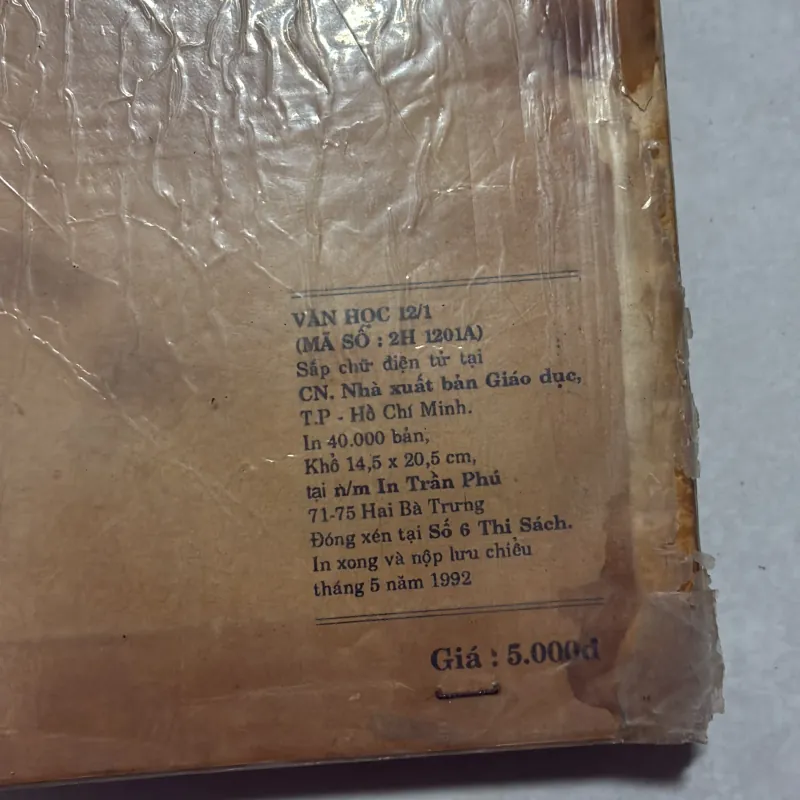 VĂN HỌC 12/1
(MÃ SỐ : 2H 1201A)
Sắp chữ điện tử tại
CN. Nhà xuất bản Giáo dục,
T.P - Hồ Chí Minh.
In 40.000 bản,
Khổ 14,5 x 20,5 cm,
tại n/m In Trần Phú
71-75 Hai Bà Trưng
Đóng xén tại Số 6 Thi Sách.
In xong và nộp lưu chiểu
tháng 5 năm 1992
Giá : 5.000đ